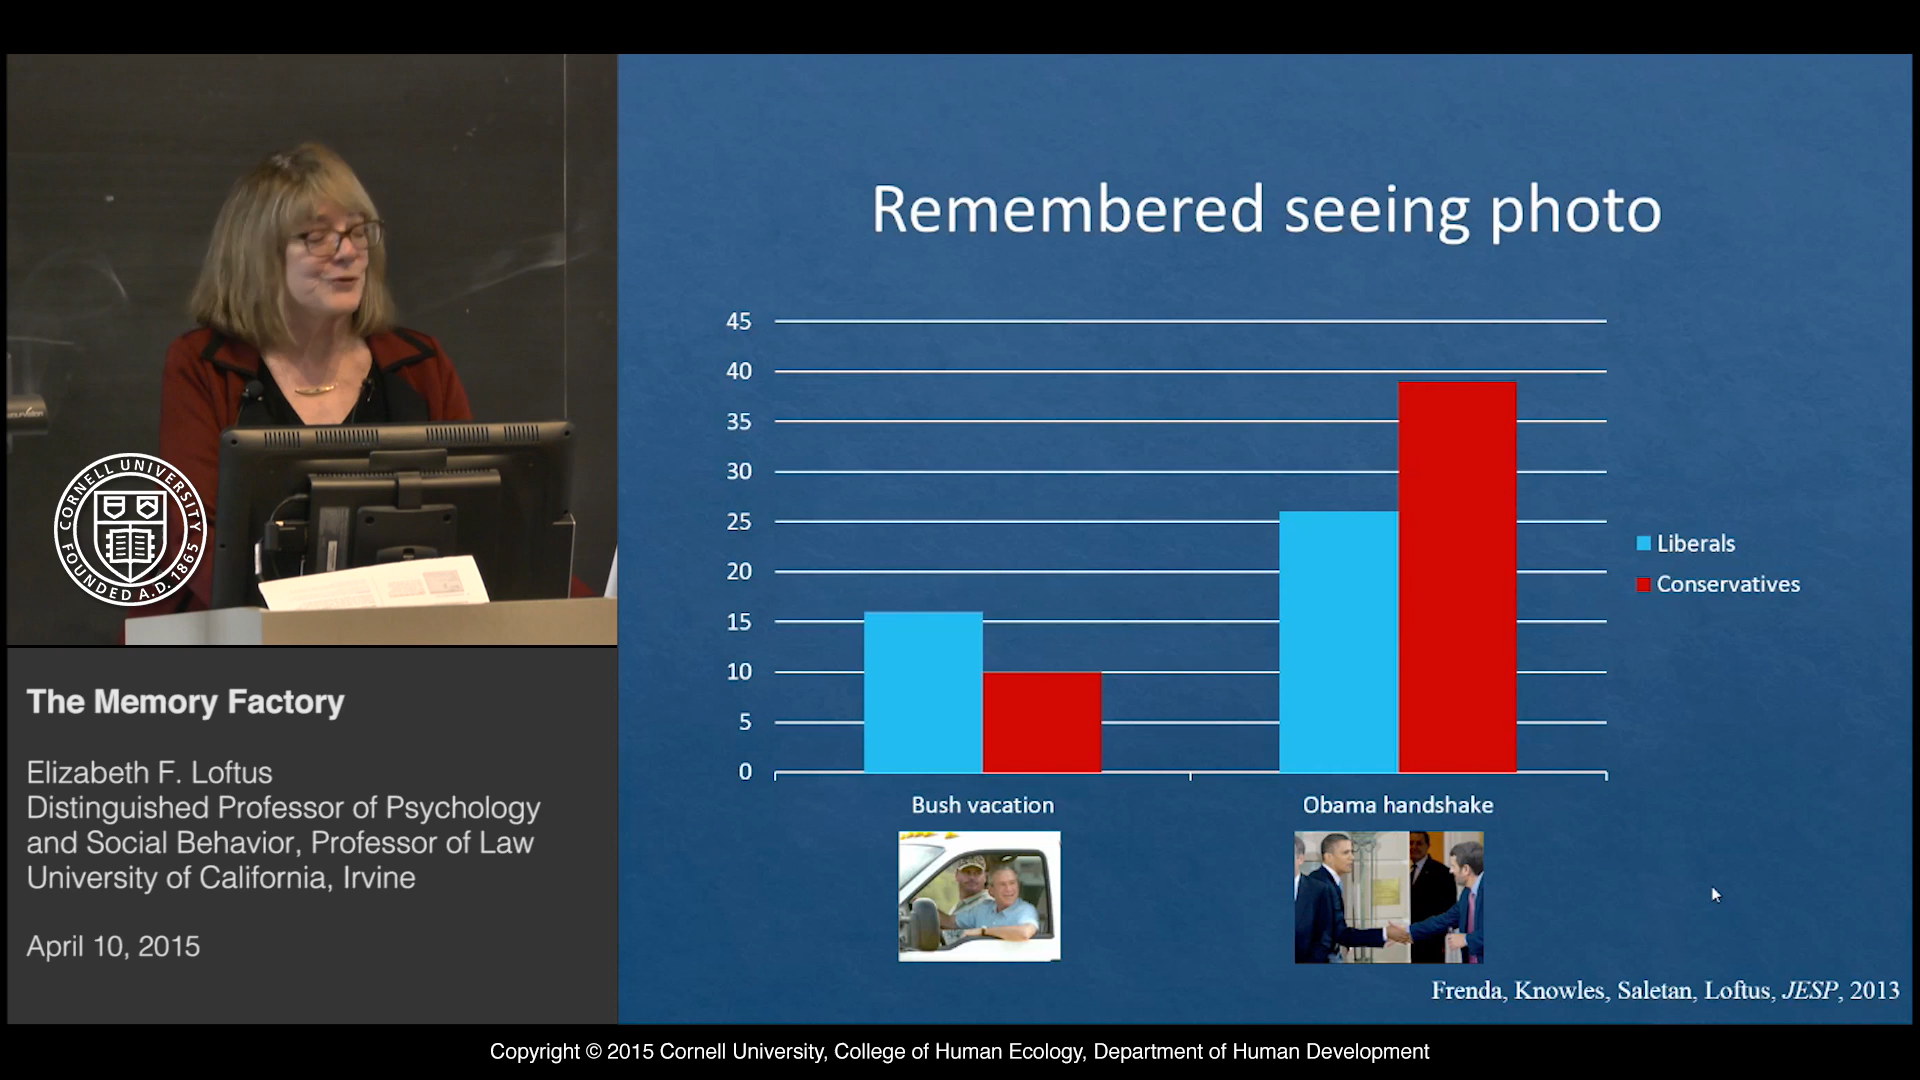 CORNELL UNIVERSITY
FOUNDED A.D. 1865
The Memory Factory
Elizabeth F. Loftus
Distinguished Professor of Psychology
and Social Behavior, Professor of Law
University of California, Irvine
April 10, 2015
Remembered seeing photo
45
40
35
30
25
20
15
10
5
0
Liberals
Conservatives
Bush vacation
Obama handshake
Frenda, Knowles, Saletan, Loftus, JESP, 2013
Copyright © 2015 Cornell University, College of Human Ecology, Department of Human Development